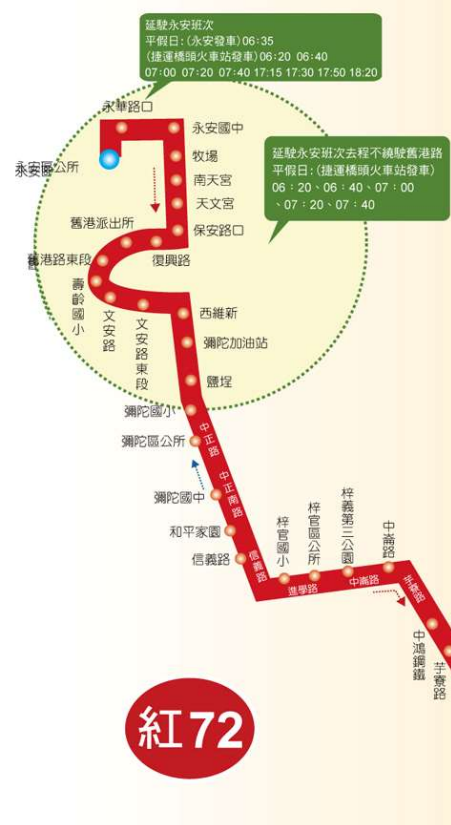 延駛永安班次
平假日:(永安發車)06:35
(捷運橋頭火車站發車)06:20 06:40
07:00 07:20 07:40 17:15 17:30 17:50 18:20
永華路口
永安國中
永安區公所
牧場
南天宮
天文宮
保安路口
延駛永安班次去程不繞駛舊港路
平假日:(捷運橋頭火車站發車)
06:20、06:40、07:00
、07:20、07:40
舊港派出所
復興路
舊港路東段
壽齡國小
文安路
文安路東段
西維新
彌陀加油站
鹽埕
彌陀國小
中正路
彌陀區公所
彌陀國中
中正南路
和平家園
信義路
信義路
梓官國小
梓官區公所
梓義第三公園
中崙路
進學路
中崙路
芋寮路
中鴻鋼鐵
芋寮路
紅72